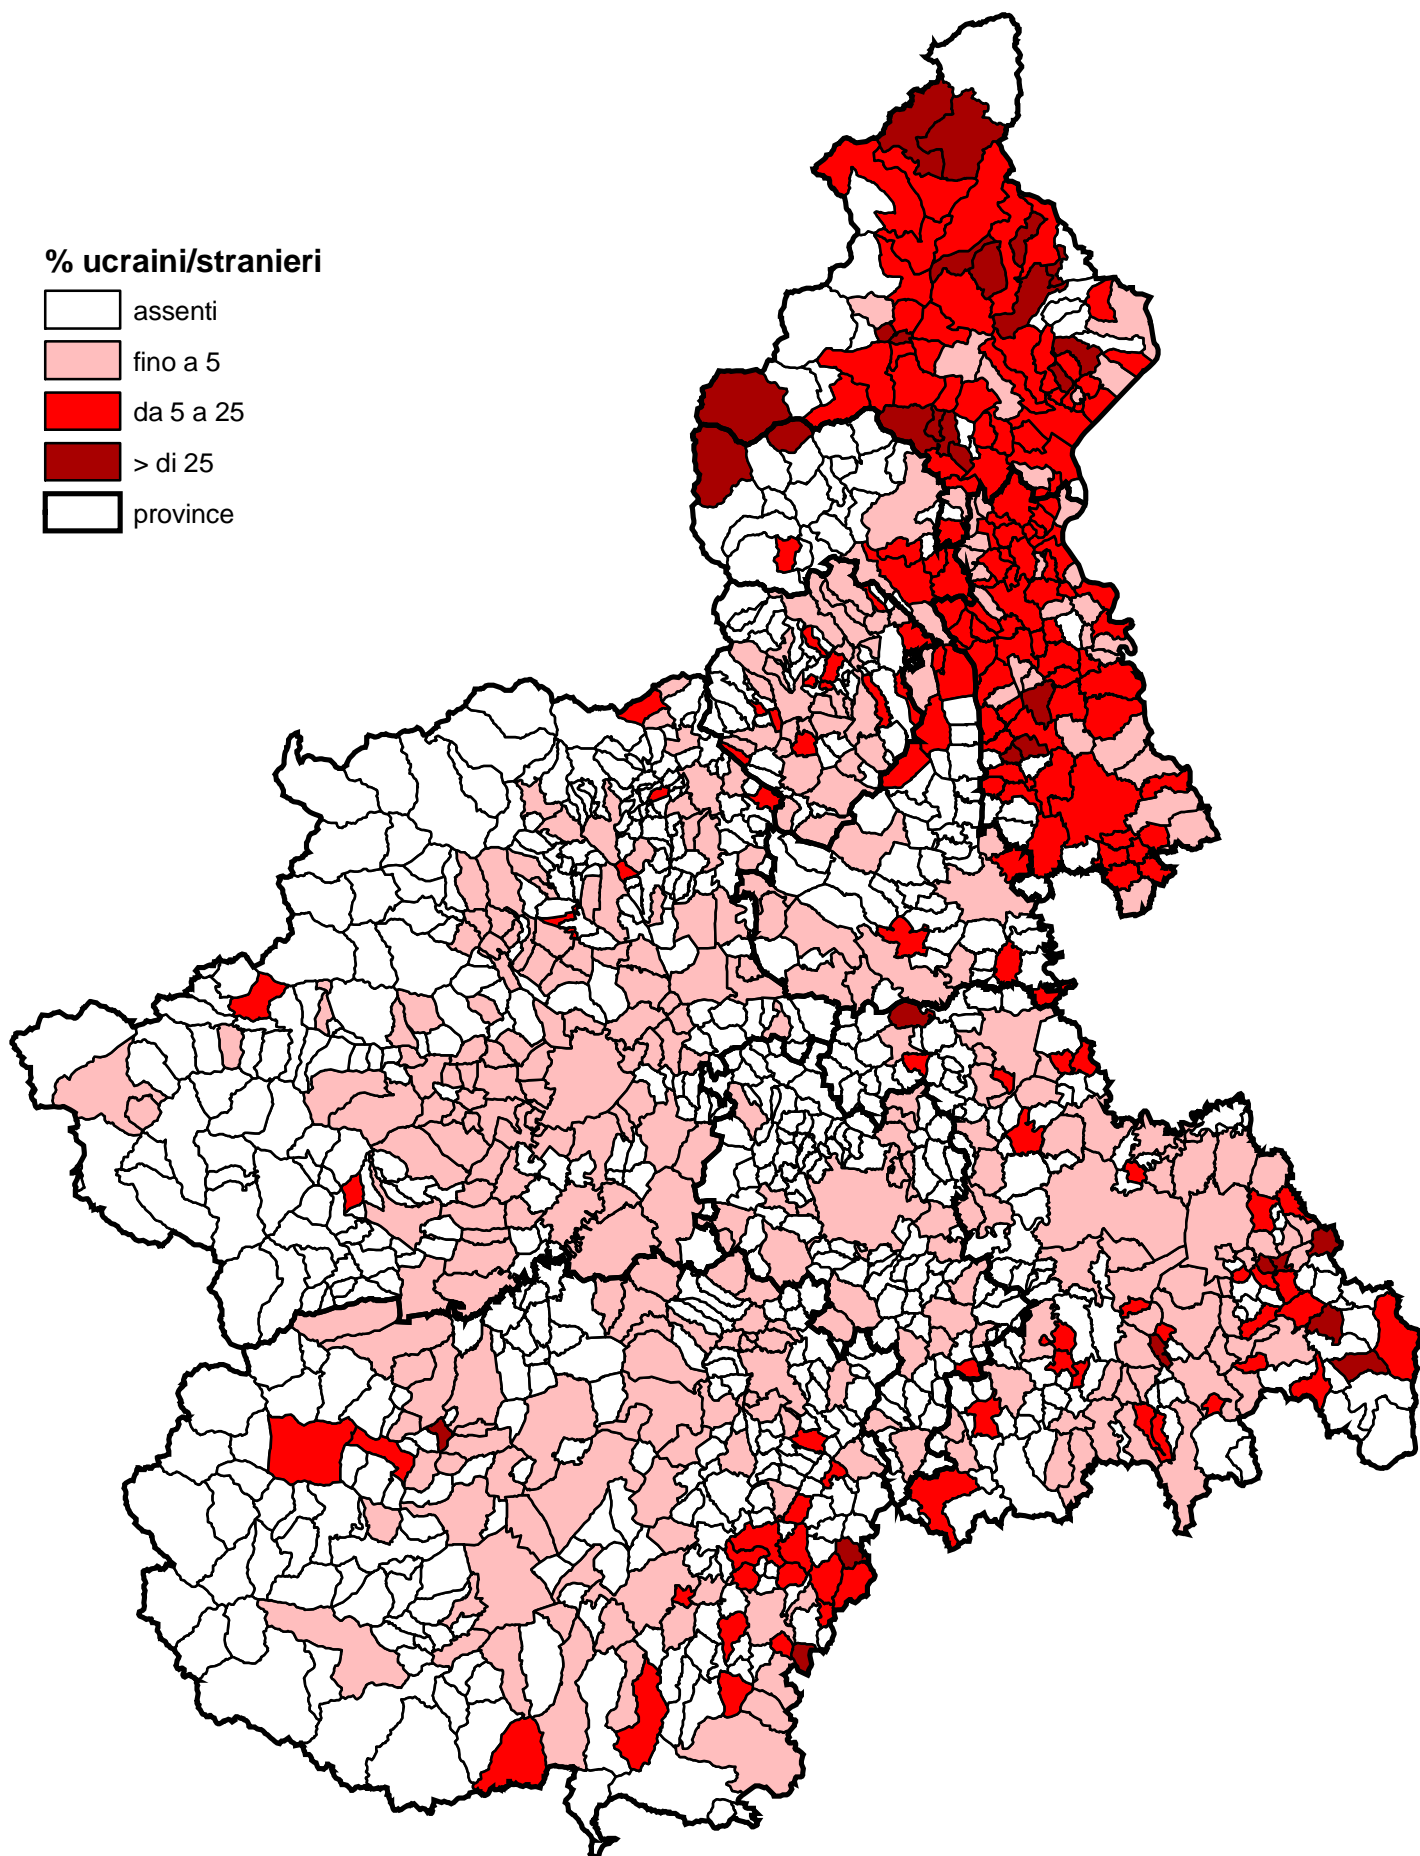 % ucraini/stranieri
assenti
fino a 5
da 5 a 25
> di 25
province